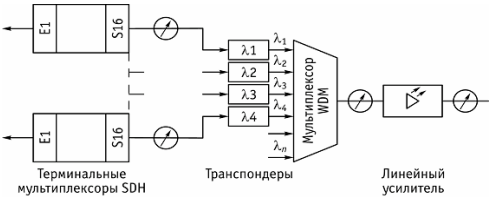 E1
S16
λ1
λ1
λ2
λ2
λ3
λ3
λ4
λ4
λn
Мультиплексор
WDM
E1
S16
Терминальные
мультиплексоры SDH
Транспондеры
Линейный
усилитель